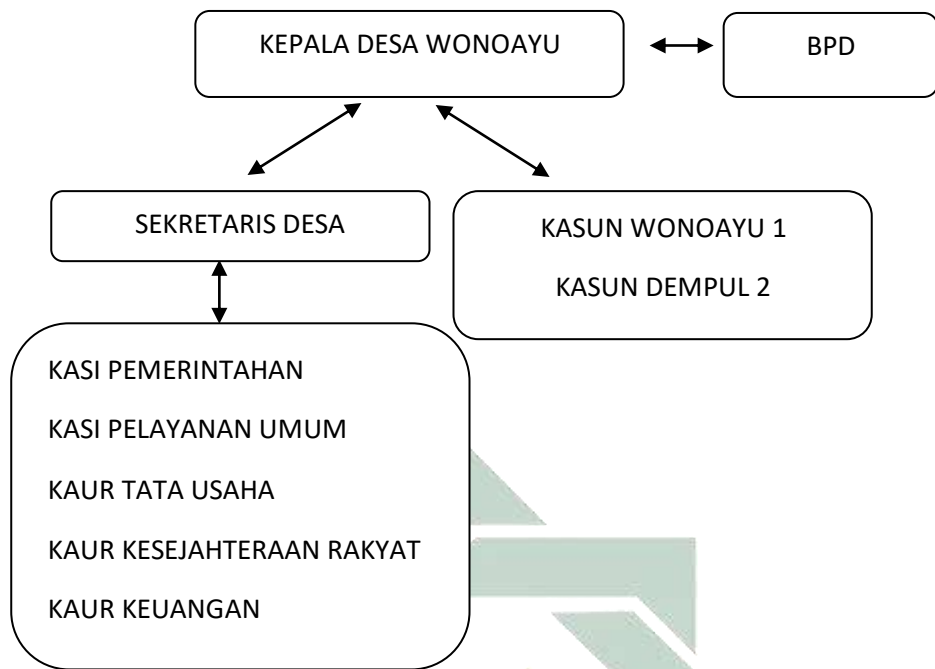 KEPALA DESA WONOAYU
BPD
SEKRETARIS DESA
KASUN WONOAYU 1
KASUN DEMPUL 2
KASI PEMERINTAHAN
KASI PELAYANAN UMUM
KAUR TATA USAHA
KAUR KESEJAHTERAAN RAKYAT
KAUR KEUANGAN